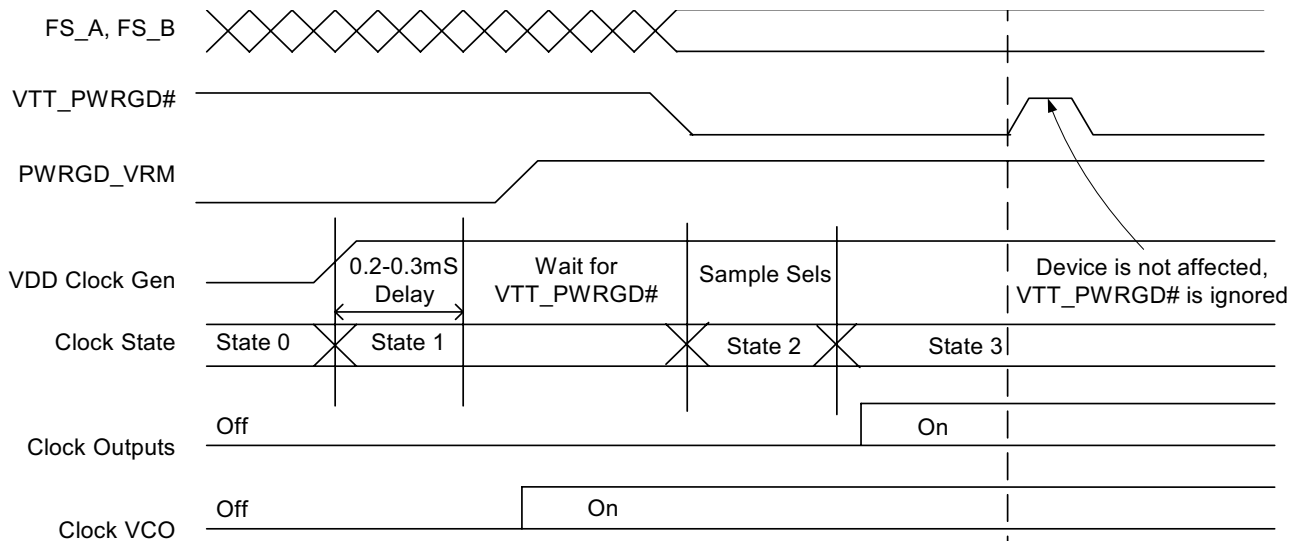 FS_A, FS_B
VTT_PWRGD#
PWRGD_VRM
VDD Clock Gen
0.2-0.3mS
Delay
Wait for
VTT_PWRGD#
Sample Sels
Device is not affected,
VTT_PWRGD# is ignored
Clock State
State 0
State 1
State 2
State 3
Clock Outputs
Off
On
Clock VCO
Off
On